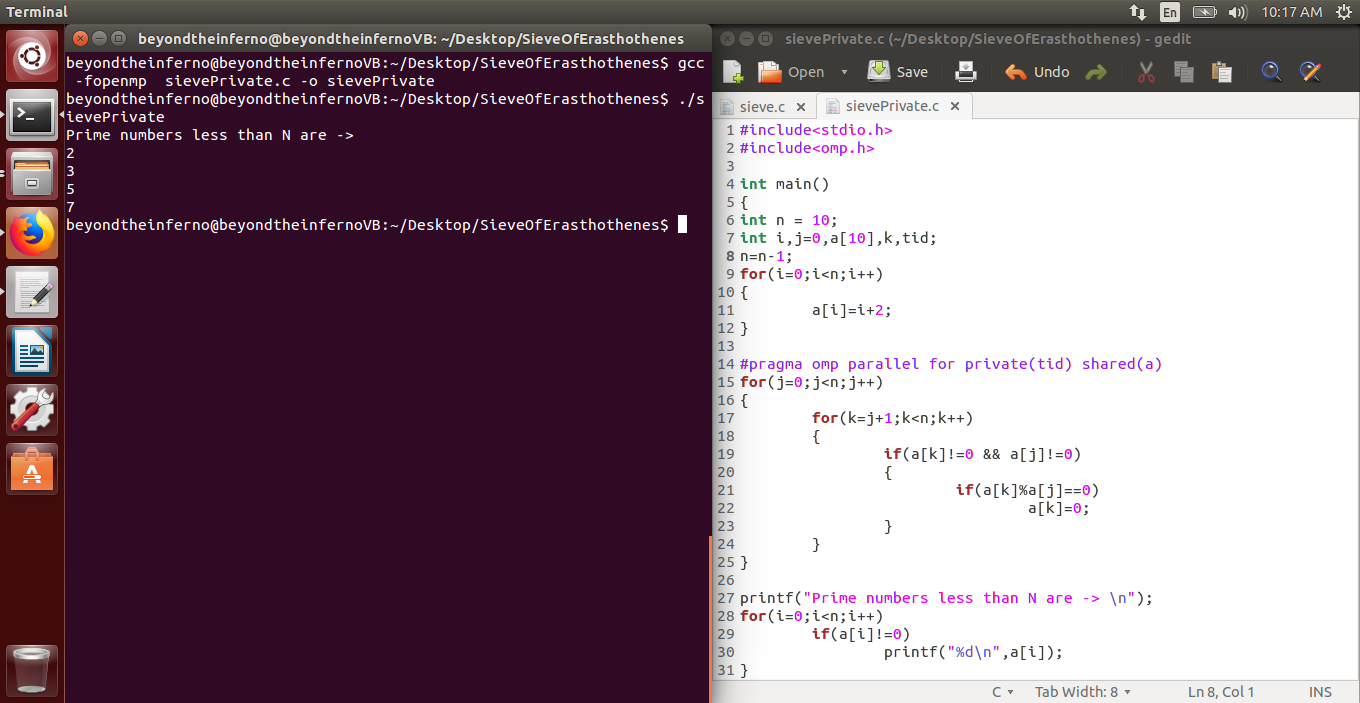 Terminal
En
10:17 AM
beyondtheinferno@beyondtheinfernoVB: ~/Desktop/SieveOfErasthothenes
beyondtheinferno@beyondtheinfernoVB:~/Desktop/SieveOfErasthothenes$ gcc
 -fopenmp  sievePrivate.c -o sievePrivate
beyondtheinferno@beyondtheinfernoVB:~/Desktop/SieveOfErasthothenes$ ./s
ievePrivate
Prime numbers less than N are ->
2
3
5
7
beyondtheinferno@beyondtheinfernoVB:~/Desktop/SieveOfErasthothenes$
sievePrivate.c (~/Desktop/SieveOfErasthothenes) - gedit
Open Save Undo
sieve.c × sievePrivate.c ×
1 #include<stdio.h>
2 #include<omp.h>
3
4 int main()
5 {
6 int n = 10;
7 int i,j=0,a[10],k,tid;
8 n=n-1;
9 for(i=0;i<n;i++)
10 {
11         a[i]=i+2;
12 }
13
14 #pragma omp parallel for private(tid) shared(a)
15 for(j=0;j<n;j++)
16 {
17         for(k=j+1;k<n;k++)
18         {
19                 if(a[k]!=0 && a[j]!=0)
20                 {
21                         if(a[k]%a[j]==0)
22                                 a[k]=0;
23                 }
24         }
25 }
26
27 printf("Prime numbers less than N are -> \n");
28 for(i=0;i<n;i++)
29         if(a[i]!=0)
30                 printf("%d\n",a[i]);
31 }
C Tab Width: 8 Ln 8, Col 1 INS